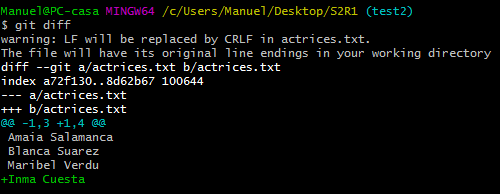 Manuel@PC-casa MINGW64 /c/Users/Manuel/Desktop/S2R1 (test2)
$ git diff
warning: LF will be replaced by CRLF in actrices.txt.
The file will have its original line endings in your working directory
diff --git a/actrices.txt b/actrices.txt
index a72f130..8d62b67 100644
--- a/actrices.txt
+++ b/actrices.txt
@@ -1,3 +1,4 @@
 Amaia Salamanca
 Blanca Suarez
 Maribel Verdu
+Inma Cuesta